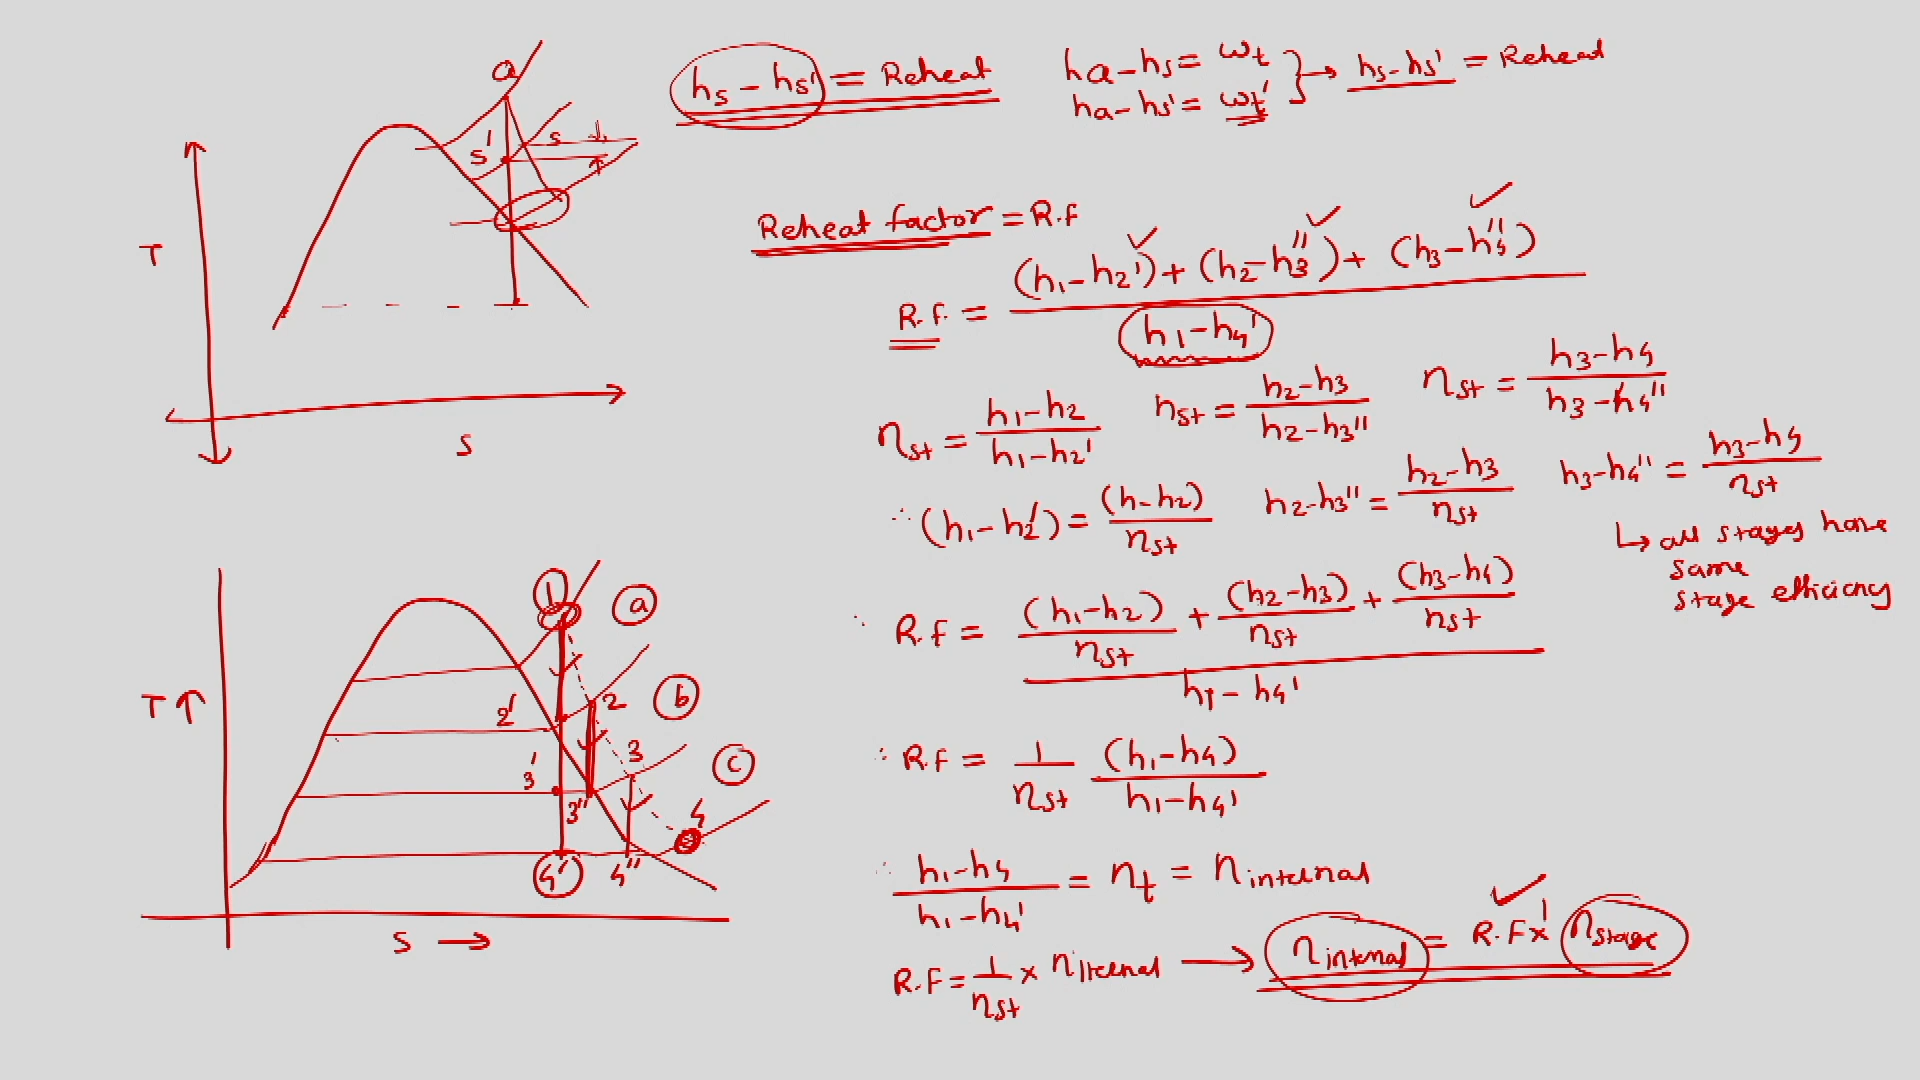 a
s'
s
T
s
hs - hs' = Reheat
ha - hs = wt
ha - hs' = wt'
→ hs - hs' = Reheat
Reheat factor = R.F
R.F. = (h1 - h2') + (h2 - h3'') + (h3 - h4'') / h1 - h4'
ηst = h1 - h2 / h1 - h2'
ηst = h2 - h3 / h2 - h3''
ηst = h3 - h4 / h3 - h4''
∴ (h1 - h2') = (h - h2) / ηst
h2 - h3'' = h2 - h3 / ηst
h3 - h4'' = h3 - h4 / ηst
↳ all stages have
same
stage efficiency
∴ R.F = (h1 - h2) / ηst + (h2 - h3) / ηst + (h3 - h4) / ηst / h1 - h4'
∴ R.F = 1 / ηst (h1 - h4) / h1 - h4'
∴ h1 - h4 / h1 - h4' = ηt = ηinternal
R.F = 1 / ηst × ηinternal → ηinternal = R.F × ηstage
T ↑
1
a
2'
2
b
3'
3
c
3''
4
4'
4''
s →